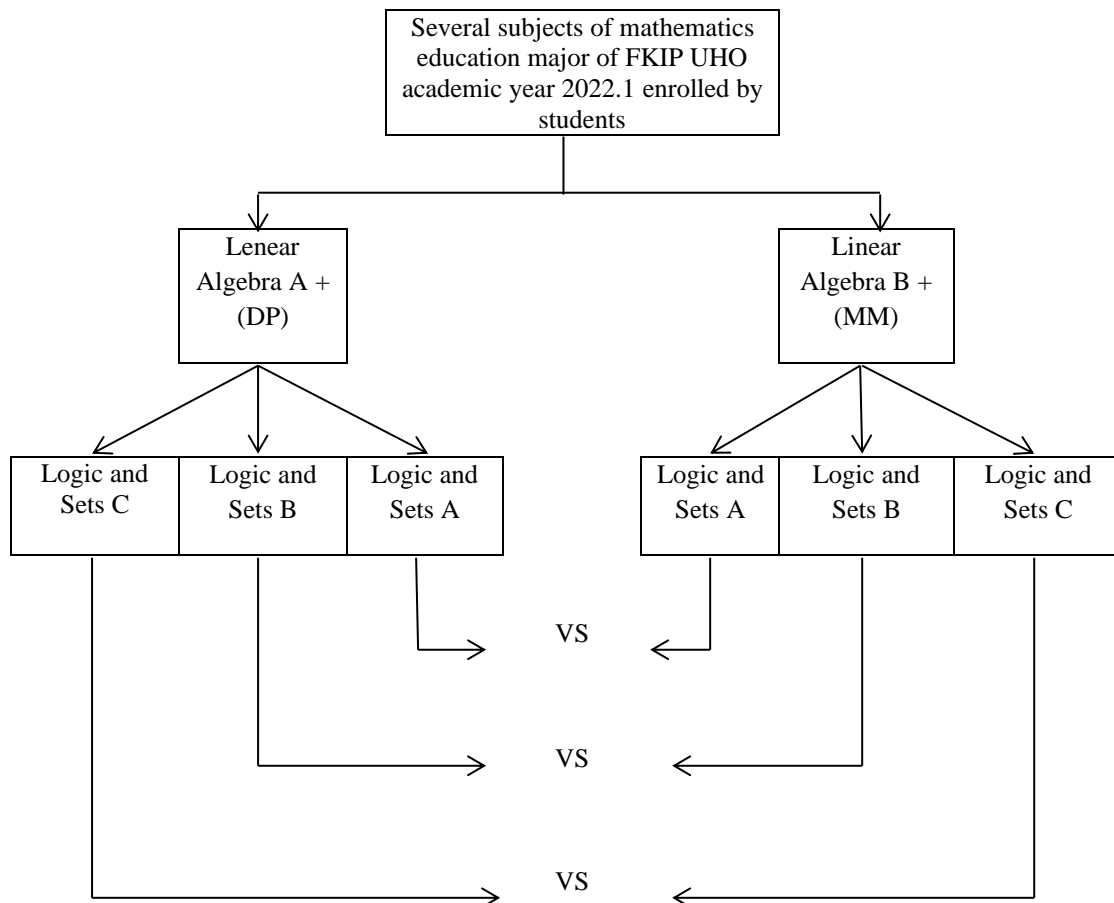 Several subjects of mathematics
education major of FKIP UHO
academic year 2022.1 enrolled by
students
Lenear
Algebra A +
(DP)
Linear
Algebra B +
(MM)
Logic and
Sets C
Logic and
Sets B
Logic and
Sets A
Logic and
Sets A
Logic and
Sets B
Logic and
Sets C
VS
VS
VS